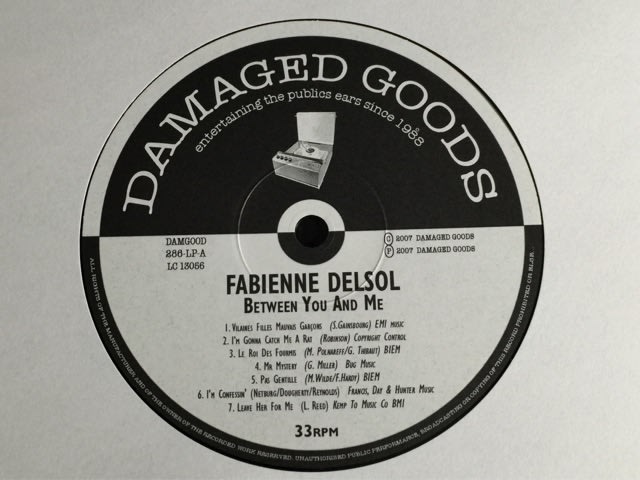 DAMAGED GOODS
entertaining the publics ears since 1988
DAMGOOD
286-LP-A
LC 13056
C 2007 DAMAGED GOODS
P 2007 DAMAGED GOODS
FABIENNE DELSOL
BETWEEN YOU AND ME
1. VILAINES FILLES MAUVAIS GARÇONS (S.GAINSBOURG) EMI MUSIC
2. I'M GONNA CATCH ME A RAT (ROBINSON) COPYRIGHT CONTROL
3. LE ROI DES FOURMIS (M. POLNAREFF/G. THIBAUT) BIEM
4. MR MYSTERY (G. MILLER) BUG MUSIC
5. PAS GENTILLE (M.WILDE/F.HARDY) BIEM
6. I'M CONFESSIN' (NETBURG/DOUGHERTY/REYNOLDS) FRANCIS, DAY & HUNTER MUSIC
7. LEAVE HER FOR ME (L. REED) KEMP TO MUSIC CO BMI
33RPM
ALL RIGHTS OF THE MANUFACTURER AND OF THE OWNER OF THE RECORDED WORK RESERVED. UNAUTHORISED PUBLIC PERFORMANCE, BROADCASTING OR COPYING OF THIS RECORD PROHIBITED OR ELSE...